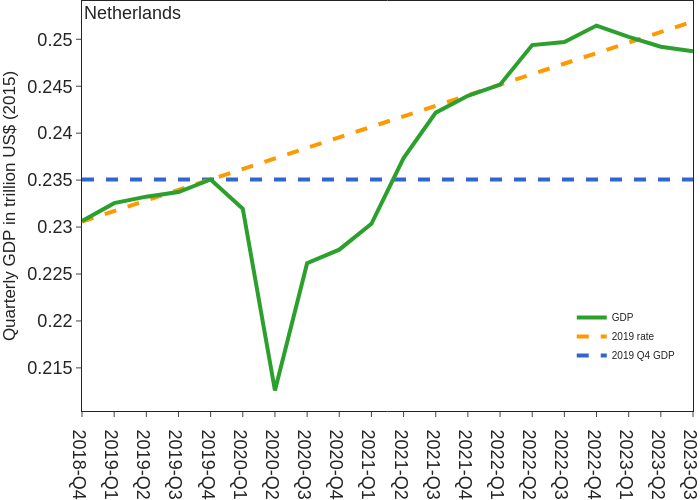 Netherlands
Quarterly GDP in trillion US$ (2015)
0.25
0.245
0.24
0.235
0.23
0.225
0.22
0.215
GDP
2019 rate
2019 Q4 GDP
2018-Q4
2019-Q1
2019-Q2
2019-Q3
2019-Q4
2020-Q1
2020-Q2
2020-Q3
2020-Q4
2021-Q1
2021-Q2
2021-Q3
2021-Q4
2022-Q1
2022-Q2
2022-Q3
2022-Q4
2023-Q1
2023-Q2
2023-Q3